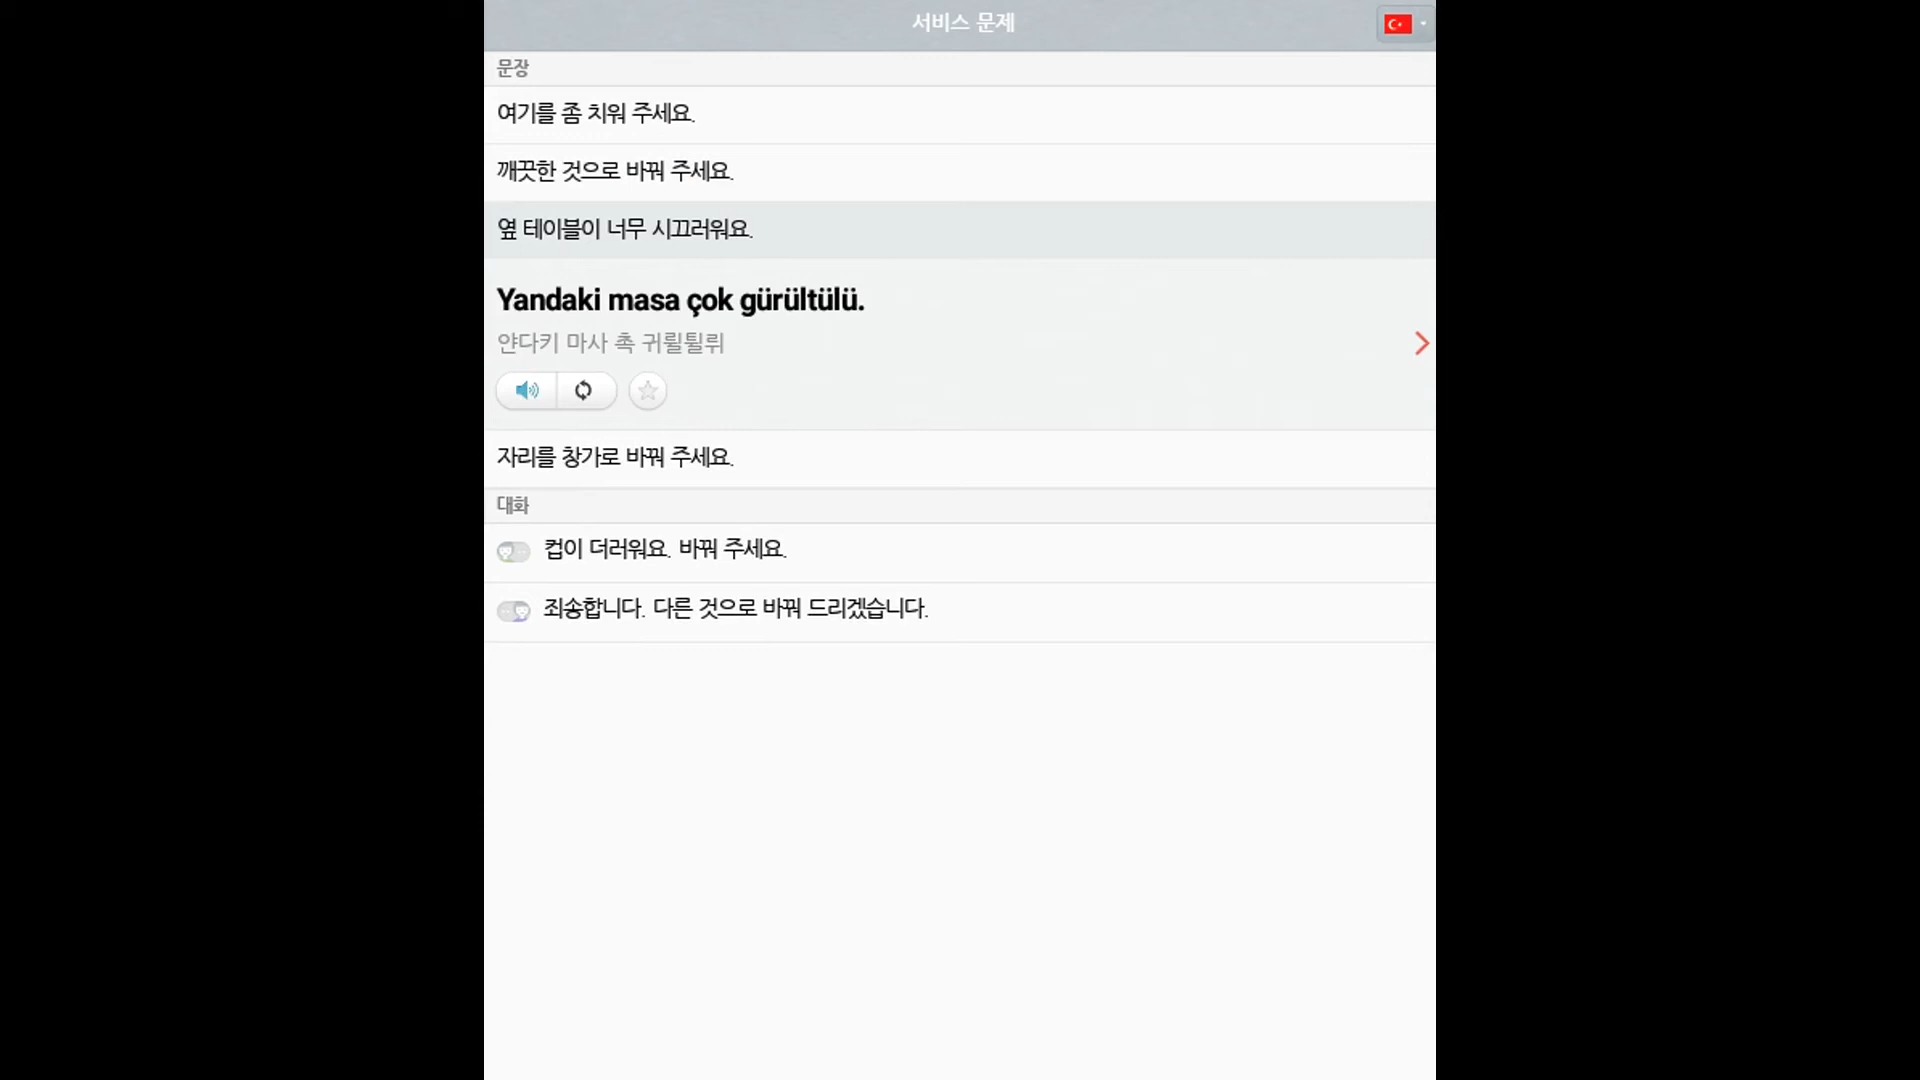 서비스 문제
문장
여기를 좀 치워 주세요.
깨끗한 것으로 바꿔 주세요.
옆 테이블이 너무 시끄러워요.
Yandaki masa çok gürültülü.
얀다키 마사 촉 귀륄튈뤼
자리를 창가로 바꿔 주세요.
대화
컵이 더러워요. 바꿔 주세요.
죄송합니다. 다른 것으로 바꿔 드리겠습니다.